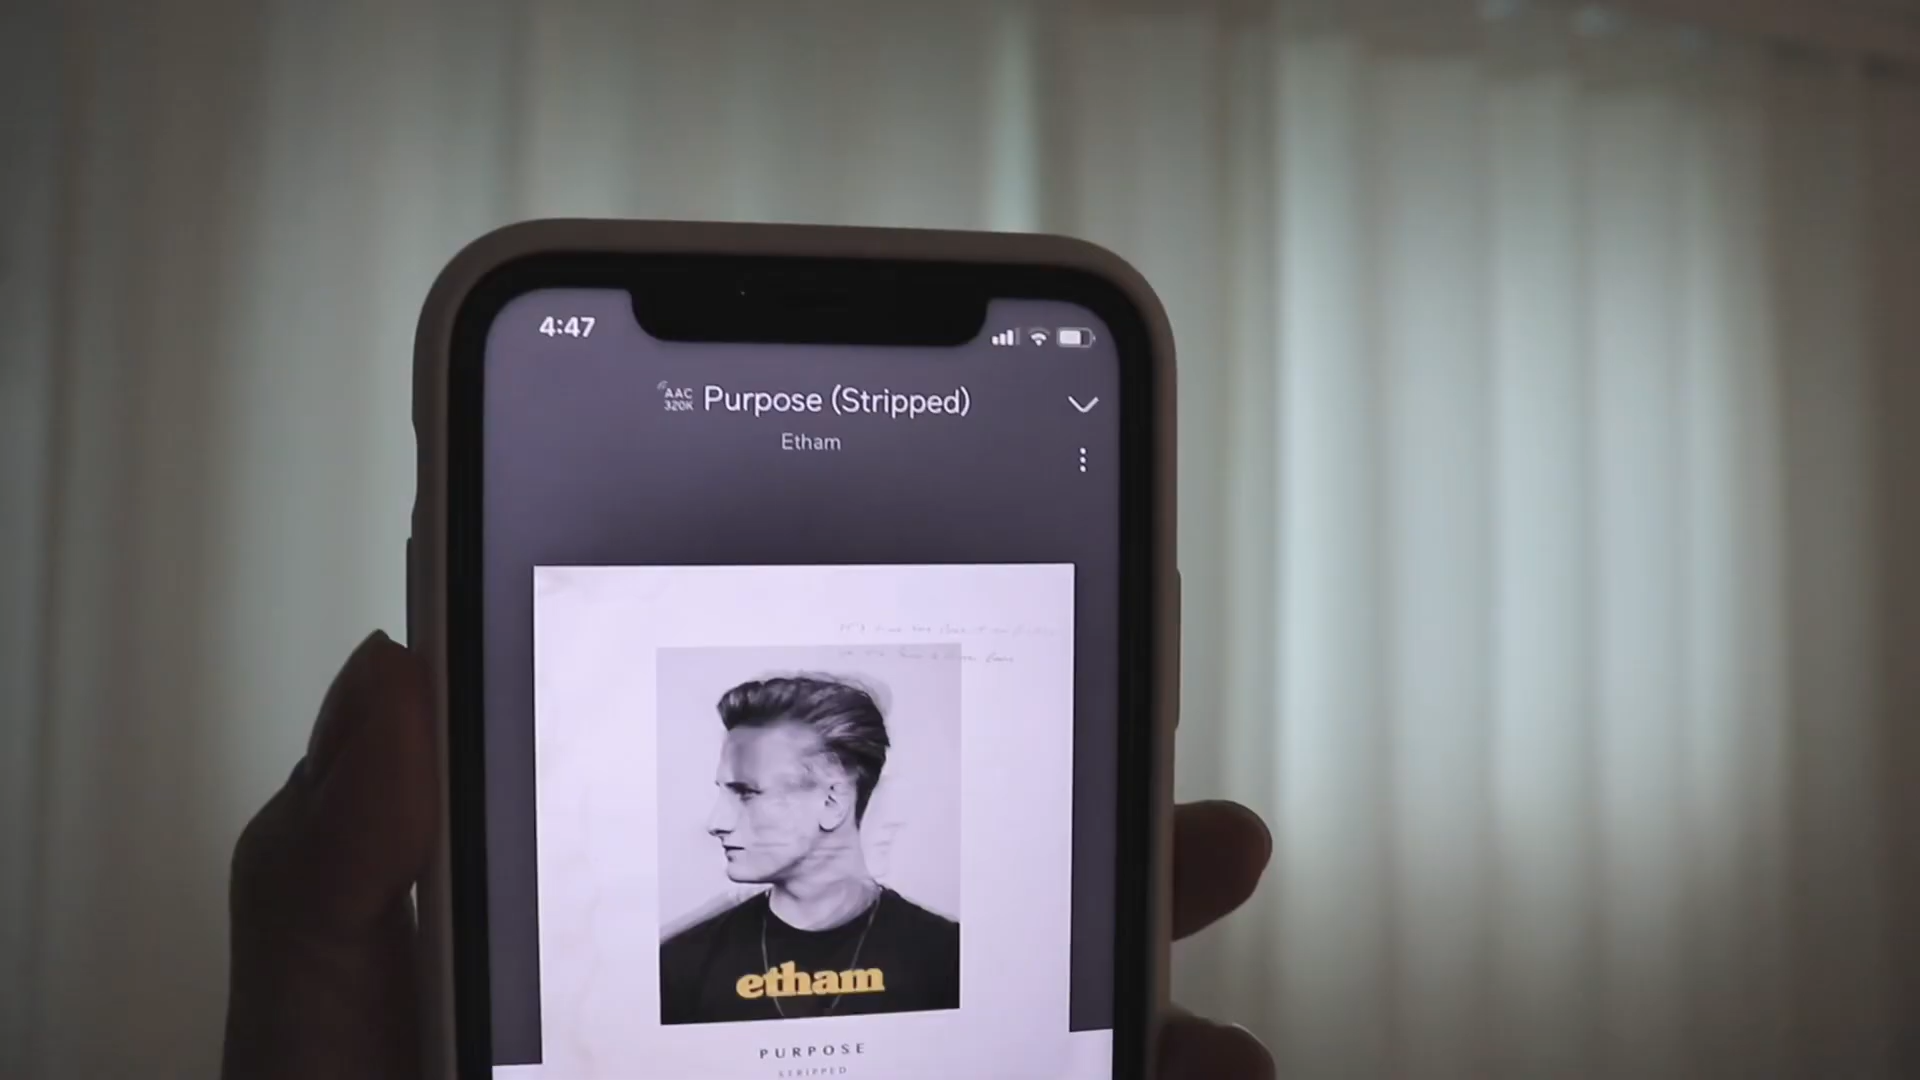 4:47
AAC
320K
Purpose (Stripped)
Etham
etham
PURPOSE
STRIPPED